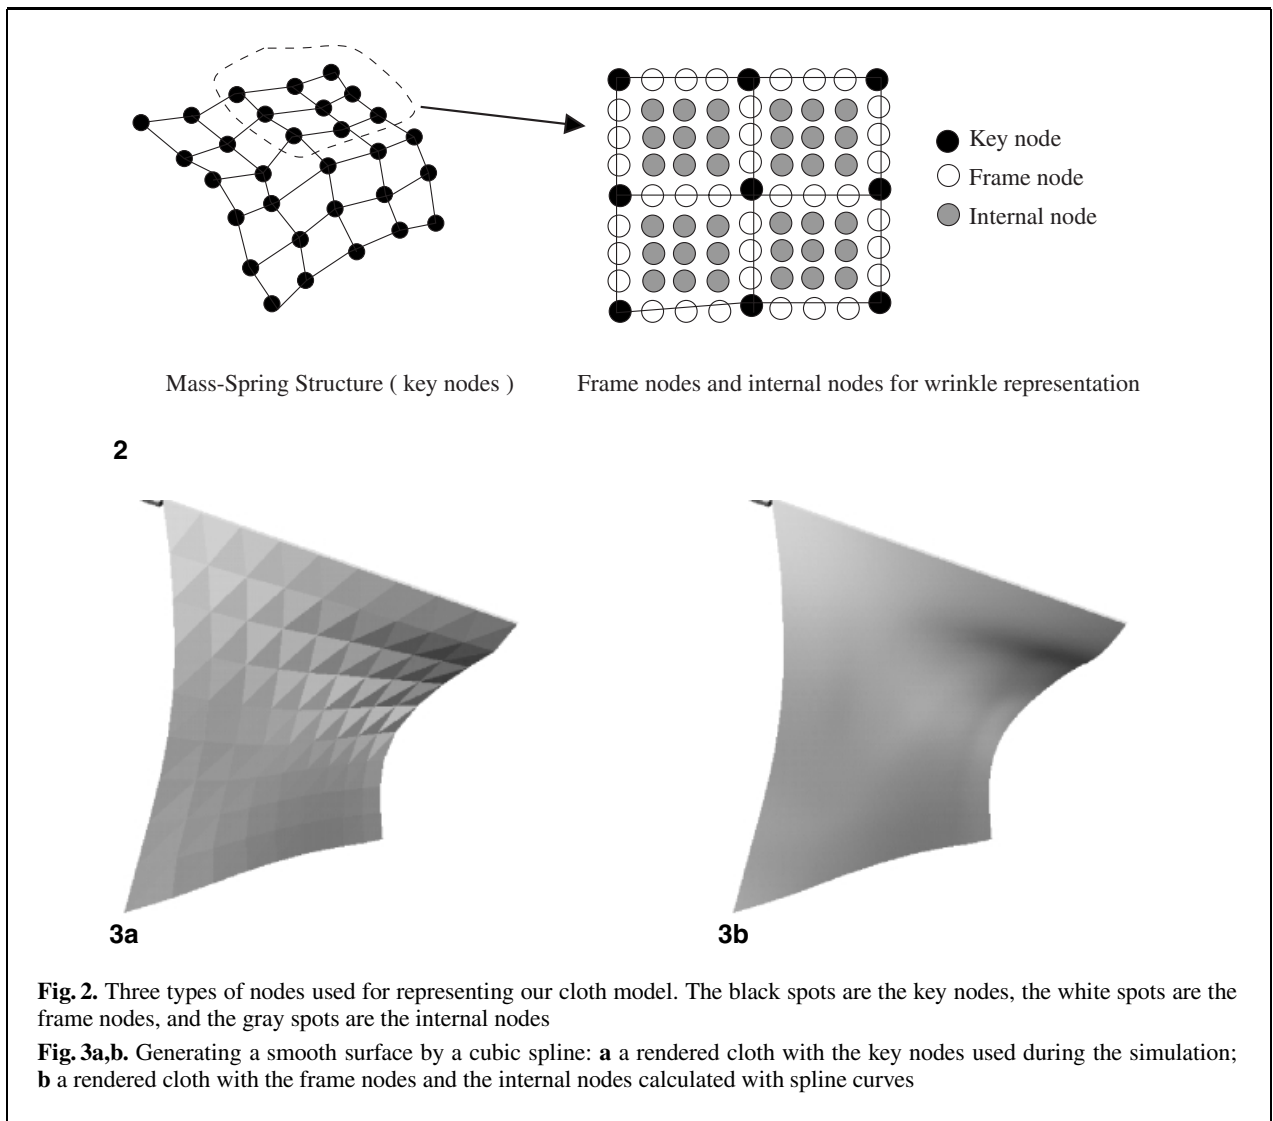 Key node
Frame node
Internal node
Mass-Spring Structure ( key nodes )
Frame nodes and internal nodes for wrinkle representation
2
3a
3b
Fig. 2. Three types of nodes used for representing our cloth model. The black spots are the key nodes, the white spots are the
frame nodes, and the gray spots are the internal nodes
Fig. 3a,b. Generating a smooth surface by a cubic spline: a a rendered cloth with the key nodes used during the simulation;
b a rendered cloth with the frame nodes and the internal nodes calculated with spline curves